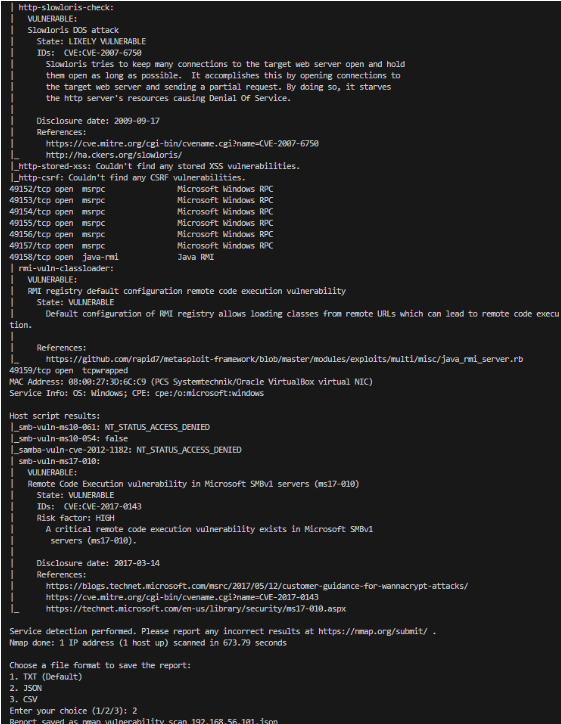 | http-slowloris-check:
|   VULNERABLE:
|   Slowloris DOS attack
|     State: LIKELY VULNERABLE
|     IDs:  CVE:CVE-2007-6750
|       Slowloris tries to keep many connections to the target web server open and hold
|       them open as long as possible.  It accomplishes this by opening connections to
|       the target web server and sending a partial request. By doing so, it starves
|       the http server's resources causing Denial Of Service.
|
|     Disclosure date: 2009-09-17
|     References:
|       https://cve.mitre.org/cgi-bin/cvename.cgi?name=CVE-2007-6750
|_      http://ha.ckers.org/slowloris/
|_http-stored-xss: Couldn't find any stored XSS vulnerabilities.
|_http-csrf: Couldn't find any CSRF vulnerabilities.
49152/tcp open  msrpc              Microsoft Windows RPC
49153/tcp open  msrpc              Microsoft Windows RPC
49154/tcp open  msrpc              Microsoft Windows RPC
49155/tcp open  msrpc              Microsoft Windows RPC
49156/tcp open  msrpc              Microsoft Windows RPC
49157/tcp open  msrpc              Microsoft Windows RPC
49158/tcp open  java-rmi           Java RMI
| rmi-vuln-classloader:
|   VULNERABLE:
|   RMI registry default configuration remote code execution vulnerability
|     State: VULNERABLE
|       Default configuration of RMI registry allows loading classes from remote URLs which can lead to remote code execu
tion.
|
|     References:
|_      https://github.com/rapid7/metasploit-framework/blob/master/modules/exploits/multi/misc/java_rmi_server.rb
49159/tcp open  tcpwrapped
MAC Address: 08:00:27:3D:6C:C9 (PCS Systemtechnik/Oracle VirtualBox virtual NIC)
Service Info: OS: Windows; CPE: cpe:/o:microsoft:windows

Host script results:
|_smb-vuln-ms10-061: NT_STATUS_ACCESS_DENIED
|_smb-vuln-ms10-054: false
|_samba-vuln-cve-2012-1182: NT_STATUS_ACCESS_DENIED
| smb-vuln-ms17-010:
|   VULNERABLE:
|   Remote Code Execution vulnerability in Microsoft SMBv1 servers (ms17-010)
|     State: VULNERABLE
|     IDs:  CVE:CVE-2017-0143
|     Risk factor: HIGH
|       A critical remote code execution vulnerability exists in Microsoft SMBv1
|        servers (ms17-010).
|
|     Disclosure date: 2017-03-14
|     References:
|       https://blogs.technet.microsoft.com/msrc/2017/05/12/customer-guidance-for-wannacrypt-attacks/
|       https://cve.mitre.org/cgi-bin/cvename.cgi?name=CVE-2017-0143
|_      https://technet.microsoft.com/en-us/library/security/ms17-010.aspx

Service detection performed. Please report any incorrect results at https://nmap.org/submit/ .
Nmap done: 1 IP address (1 host up) scanned in 673.79 seconds

Choose a file format to save the report:
1. TXT (Default)
2. JSON
3. CSV
Enter your choice (1/2/3): 2
Report saved as nmap_vulnerability_scan_192.168.56.101.json